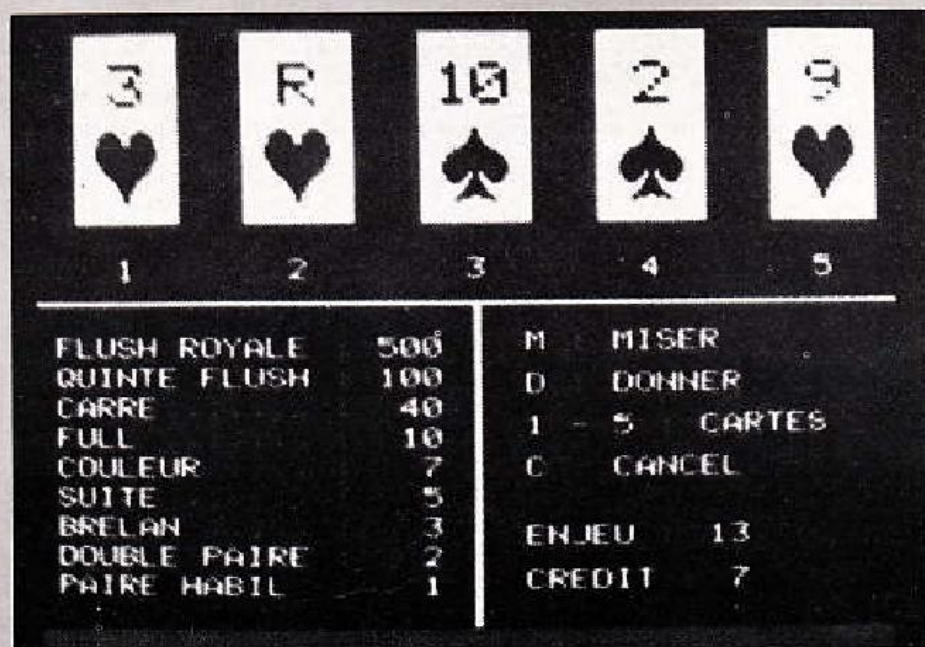 3 R 10 2 9
1 2 3 4 5
FLUSH ROYALE 500
QUINTE FLUSH 100
CARRE 40
FULL 10
COULEUR 7
SUITE 5
BRELAN 3
DOUBLE PAIRE 2
PAIRE HABIL 1
M MISER
D DONNER
1 - 5 CARTES
C CANCEL
ENJEU 13
CREDIT 7